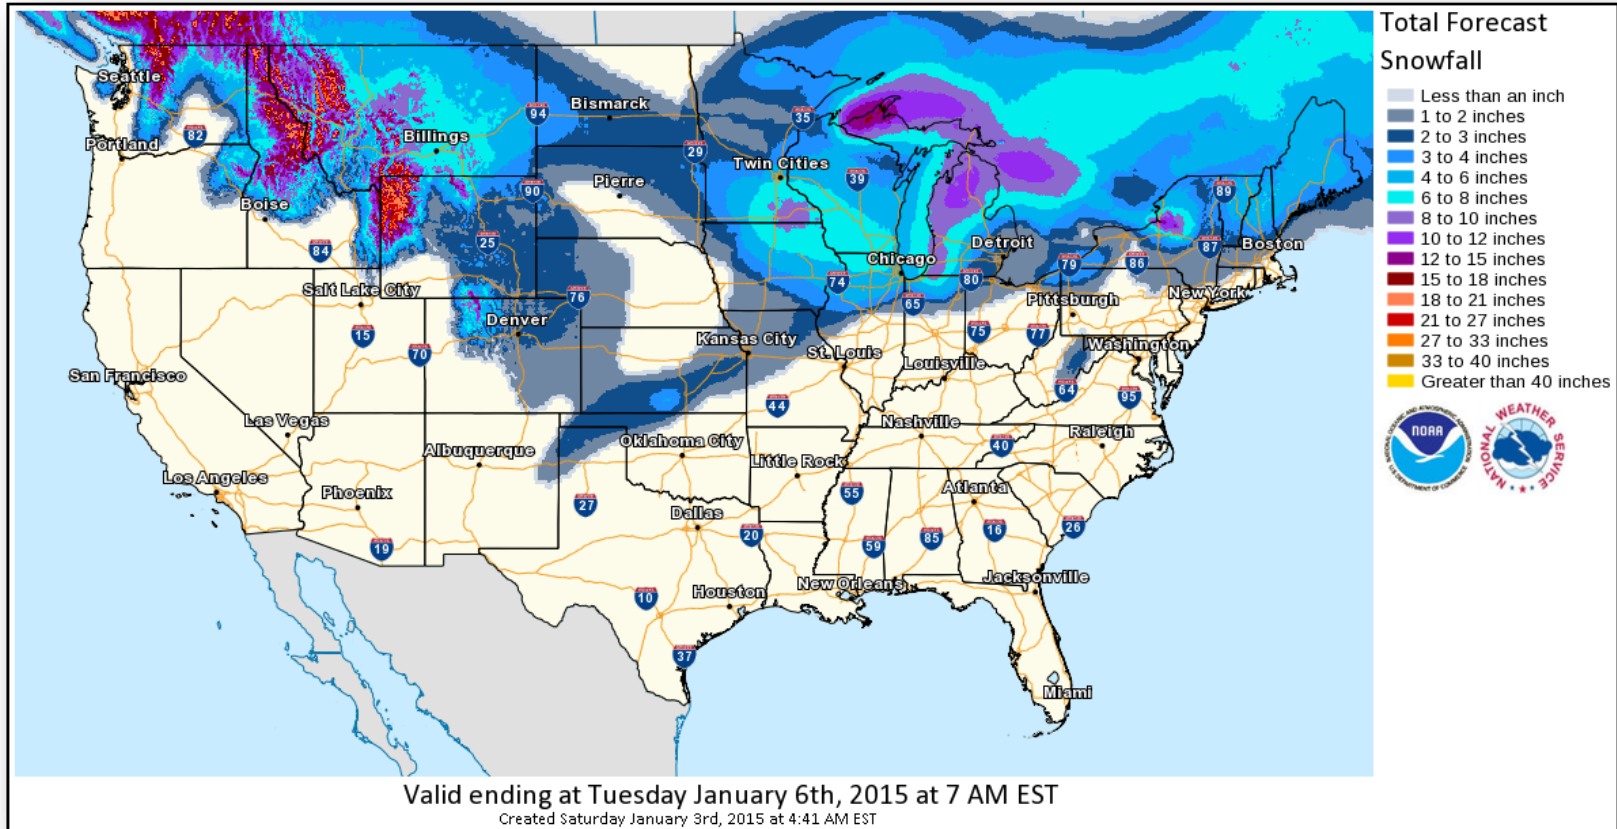 Total Forecast
Snowfall
Less than an inch
1 to 2 inches
2 to 3 inches
3 to 4 inches
4 to 6 inches
6 to 8 inches
8 to 10 inches
10 to 12 inches
12 to 15 inches
15 to 18 inches
18 to 21 inches
21 to 27 inches
27 to 33 inches
33 to 40 inches
Greater than 40 inches
NOAA
NATIONAL WEATHER SERVICE
Seattle
82
Portland
Billings
94
Bismarck
35
29
Twin Cities
39
90
Pierre
Boise
84
25
89
87
Boston
Detroit
Chicago
79
86
74
80
65
Salt Lake City
76
Pittsburgh
New York
15
Denver
70
Kansas City
St. Louis
75
77
Washington
Louisville
San Francisco
64
95
44
Las Vegas
Nashville
Raleigh
Albuquerque
Oklahoma City
40
Little Rock
Los Angeles
Phoenix
Atlanta
27
55
Dallas
19
20
59
85
16
26
New Orleans
Jacksonville
10
Houston
37
Miami
Valid ending at Tuesday January 6th, 2015 at 7 AM EST
Created Saturday January 3rd, 2015 at 4:41 AM EST